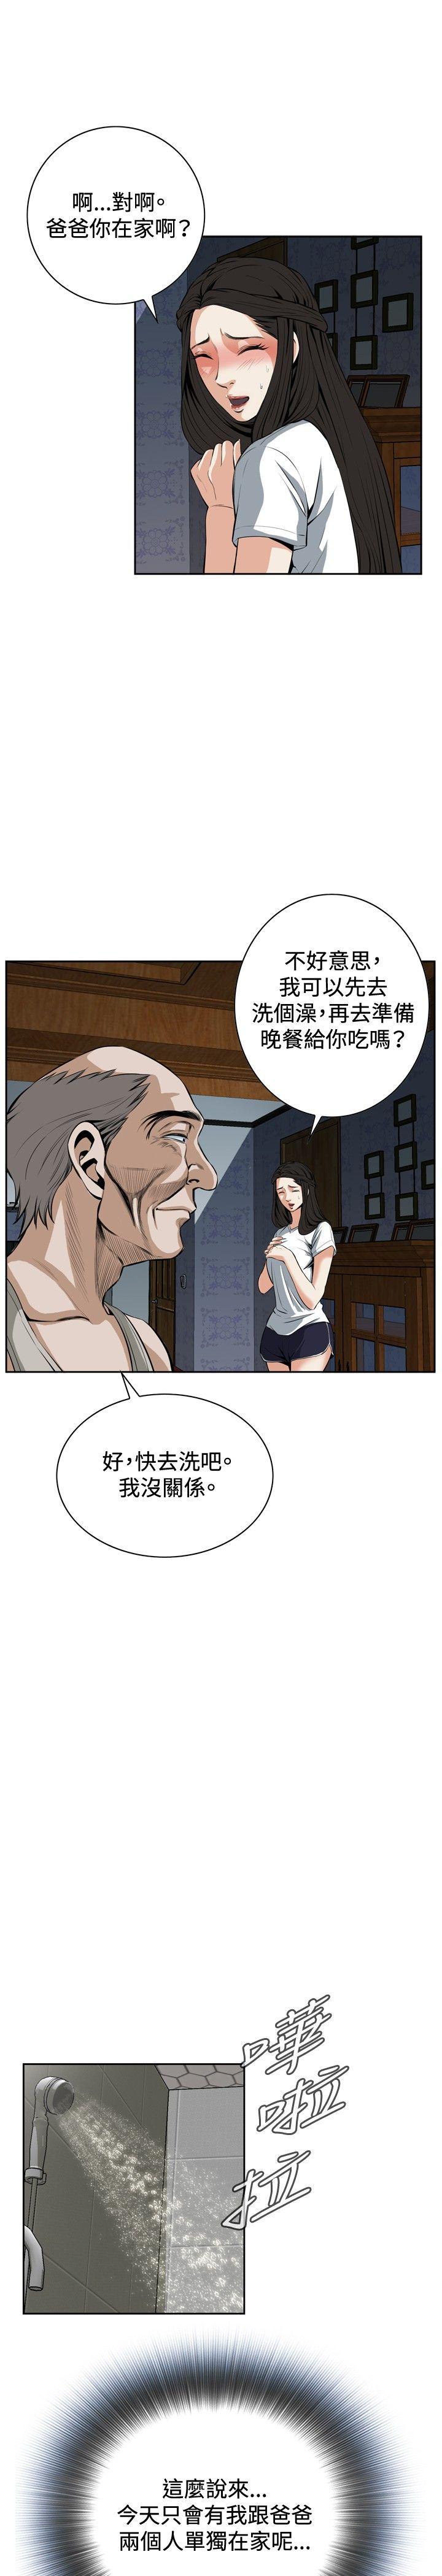 啊...對啊。
爸爸你在家啊？
不好意思，
我可以先去
洗個澡，再去準備
晚餐給你吃嗎？
好，快去洗吧。
我沒關係。
嘩
啦
拉
這麼說來...
今天只會有我跟爸爸
兩個人單獨在家呢...